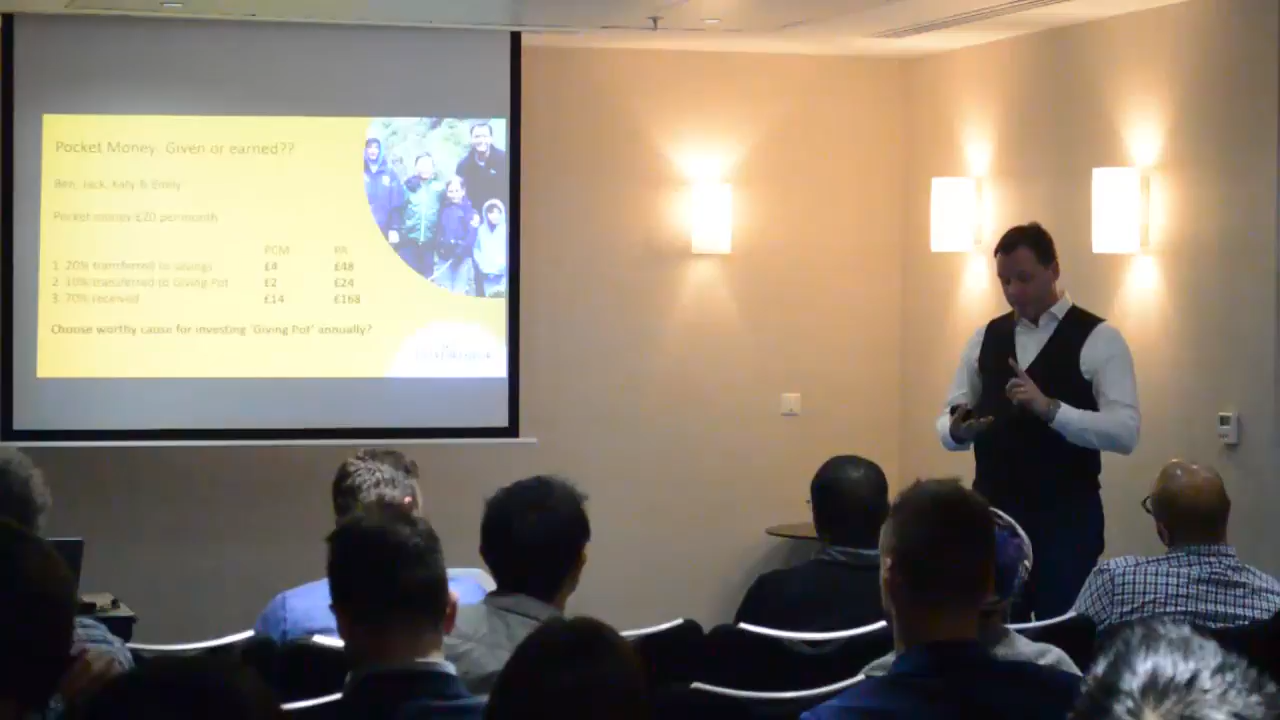 Pocket Money. Given or earned??
Ben, Jack, Katy & Emily
Pocket money £20 per month
PCM PA
1. 20% transferred to savings £4 £48
2. 10% transferred to Giving Pot £2 £24
3. 70% received £14 £168
Choose worthy cause for investing 'Giving Pot' annually?